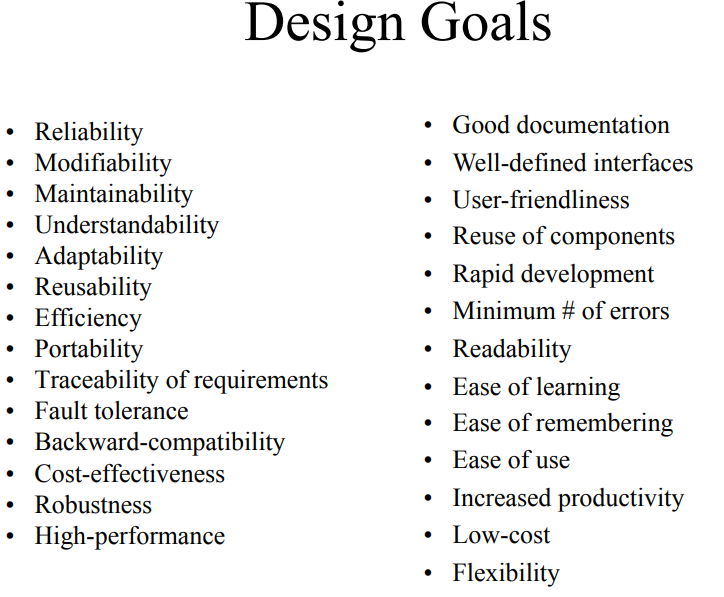 Design Goals
• Reliability
• Modifiability
• Maintainability
• Understandability
• Adaptability
• Reusability
• Efficiency
• Portability
• Traceability of requirements
• Fault tolerance
• Backward-compatibility
• Cost-effectiveness
• Robustness
• High-performance
• Good documentation
• Well-defined interfaces
• User-friendliness
• Reuse of components
• Rapid development
• Minimum # of errors
• Readability
• Ease of learning
• Ease of remembering
• Ease of use
• Increased productivity
• Low-cost
• Flexibility